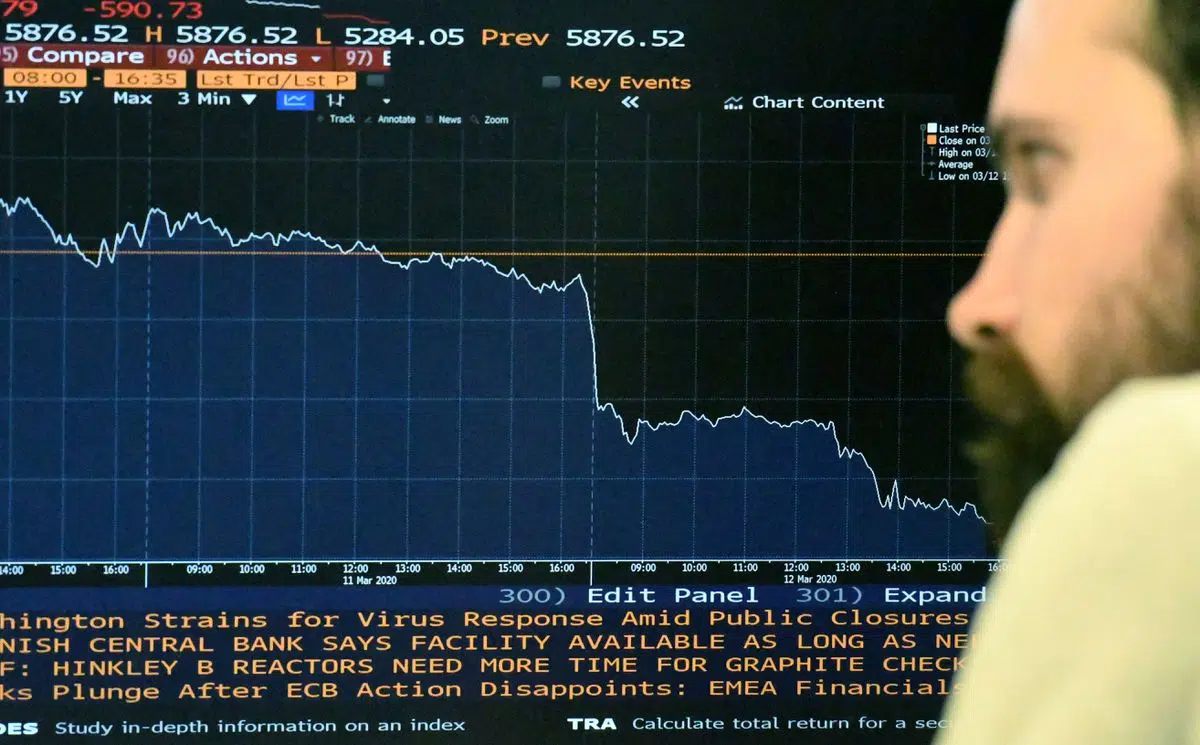 79 -590.73
5876.52 H 5876.52 L 5284.05 Prev 5876.52
5) Compare 96) Actions 97) E
08:00 - 16:35 Lst Trd/Lst P
Key Events
1Y 5Y Max 3 Min
Chart Content
Track Annotate News Zoom
Last Price
Close on 03
High on 03/
Average
Low on 03/12
14:00 15:00 16:00 09:00 10:00 11:00 12:00 13:00 14:00 15:00 16:00 09:00 10:00 11:00 12:00 13:00 14:00 15:00 16:0
11 Mar 2020 12 Mar 2020
300) Edit Panel 301) Expand
hington Strains for Virus Response Amid Public Closures
NISH CENTRAL BANK SAYS FACILITY AVAILABLE AS LONG AS NE
F: HINKLEY B REACTORS NEED MORE TIME FOR GRAPHITE CHECK
ks Plunge After ECB Action Disappoints: EMEA Financials
DES Study in-depth information on an index TRA Calculate total return for a sec